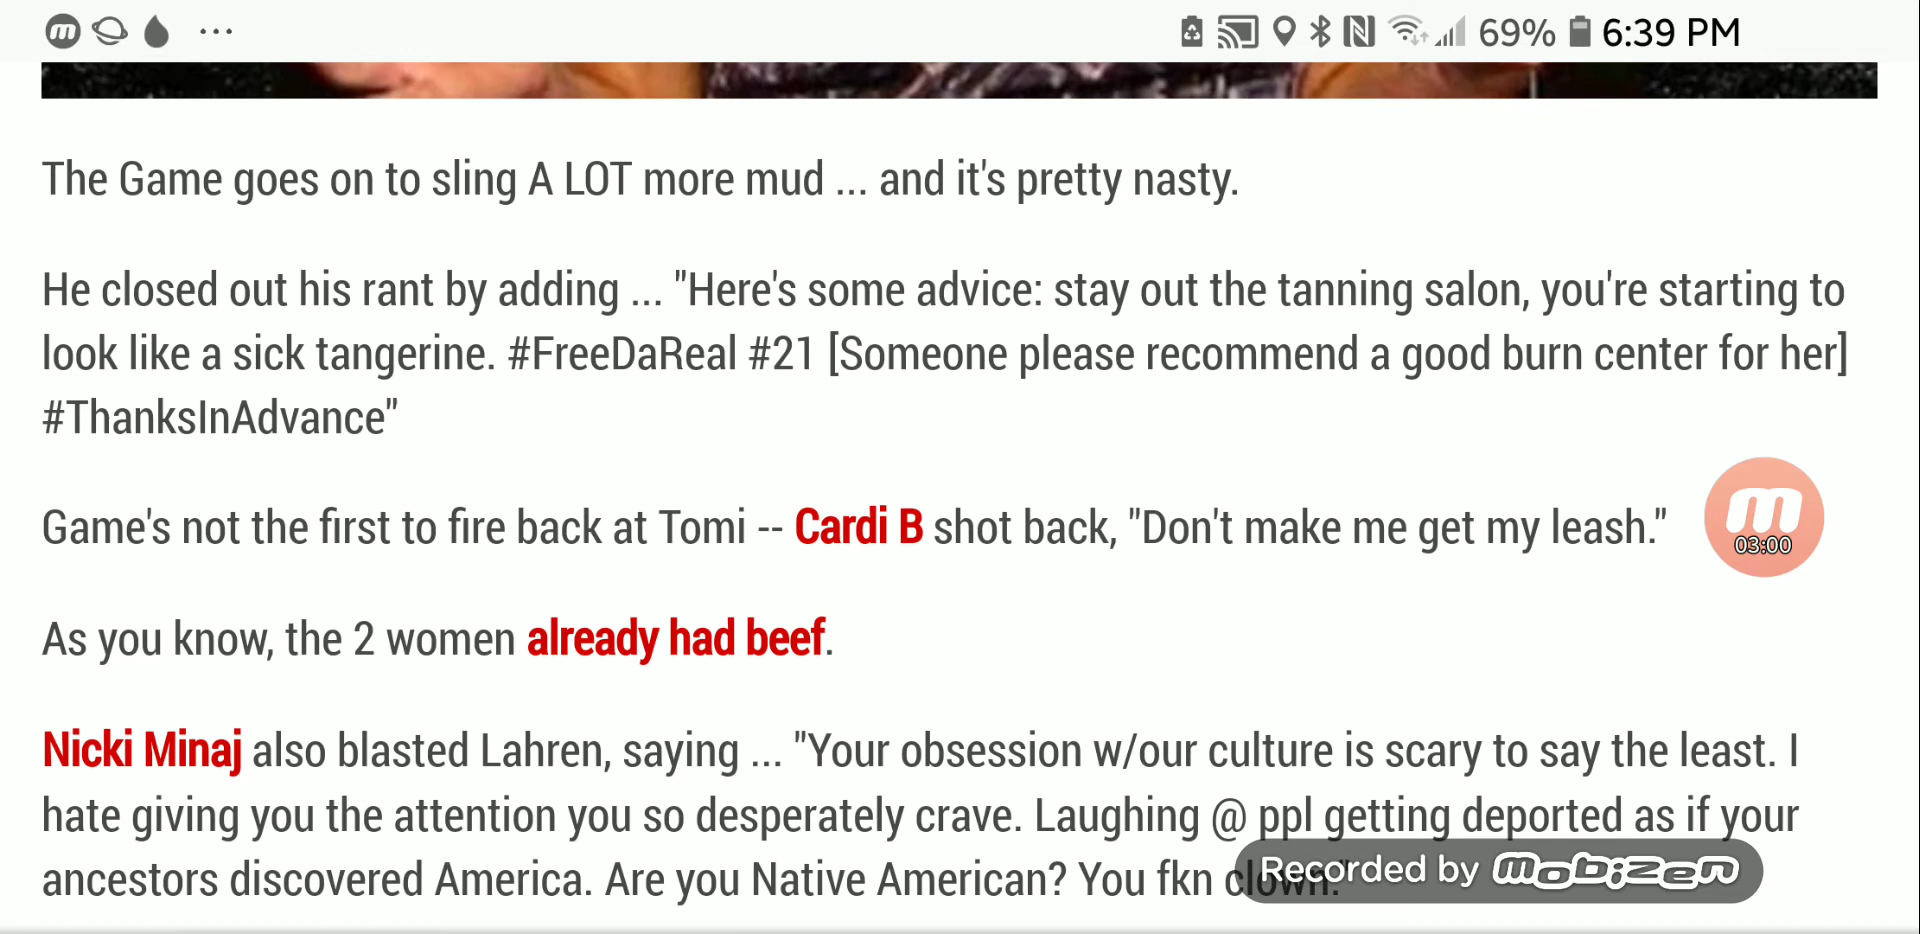 69% 6:39 PM
The Game goes on to sling A LOT more mud ... and it's pretty nasty.
He closed out his rant by adding ... "Here's some advice: stay out the tanning salon, you're starting to
look like a sick tangerine. #FreeDaReal #21 [Someone please recommend a good burn center for her]
#ThanksInAdvance"
Game's not the first to fire back at Tomi -- Cardi B shot back, "Don't make me get my leash."
m
03:00
As you know, the 2 women already had beef.
Nicki Minaj also blasted Lahren, saying ... "Your obsession w/our culture is scary to say the least. I
hate giving you the attention you so desperately crave. Laughing @ ppl getting deported as if your
ancestors discovered America. Are you Native American? You fkn clown."
Recorded by mobizen